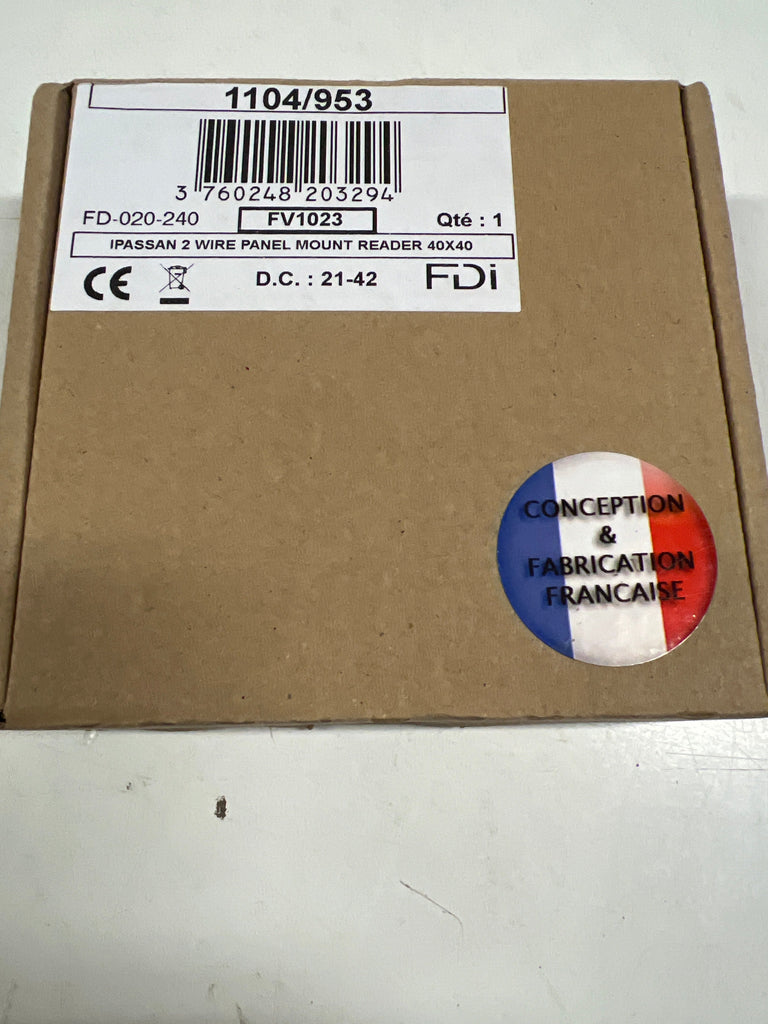 1104/953
3 760248 203294
FD-020-240 FV1023 Qté : 1
IPASSAN 2 WIRE PANEL MOUNT READER 40X40
CE D.C. : 21-42 FDI
CONCEPTION
&
FABRICATION
FRANCAISE